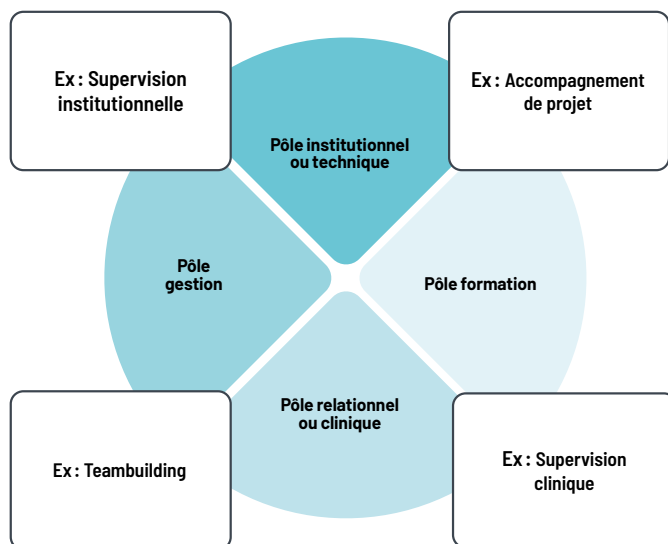 Ex : Supervision
institutionnelle
Ex : Accompagnement
de projet
Pôle institutionnel
ou technique
Pôle
gestion
Pôle formation
Pôle relationnel
ou clinique
Ex : Teambuilding
Ex : Supervision
clinique